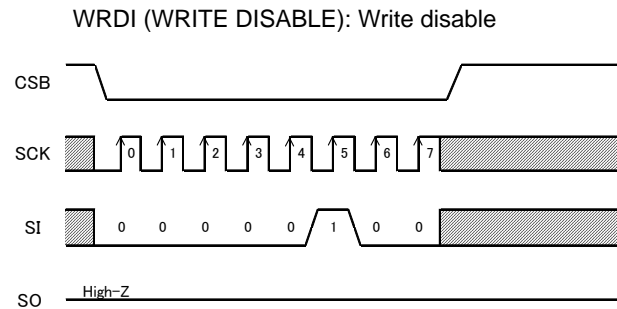 WRDI (WRITE DISABLE): Write disable
CSB
SCK 0 1 2 3 4 5 6 7
SI 0 0 0 0 0 1 0 0
SO High-Z